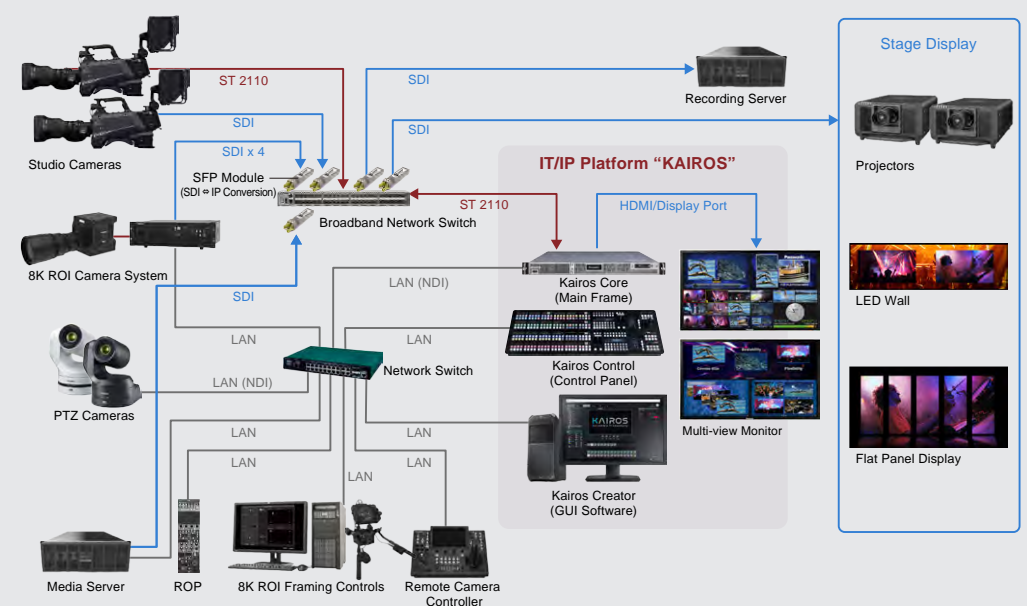 Stage Display
ST 2110
SDI
SDI
Recording Server
SDI
SDI
Studio Cameras
SDI x 4
Projectors
SFP Module
(SDI ⇔ IP Conversion)
IT/IP Platform “KAIROS”
ST 2110
HDMI/Display Port
Broadband Network Switch
8K ROI Camera System
LAN (NDI)
Kairos Core
(Main Frame)
Panasonic
SDI
LED Wall
LAN
LAN
Network Switch
Kairos Control
(Control Panel)
LAN (NDI)
PTZ Cameras
KAIROS
Multi-view Monitor
LAN
LAN
Flat Panel Display
LAN
LAN
LAN
Kairos Creator
(GUI Software)
Media Server
ROP
8K ROI Framing Controls
Remote Camera
Controller